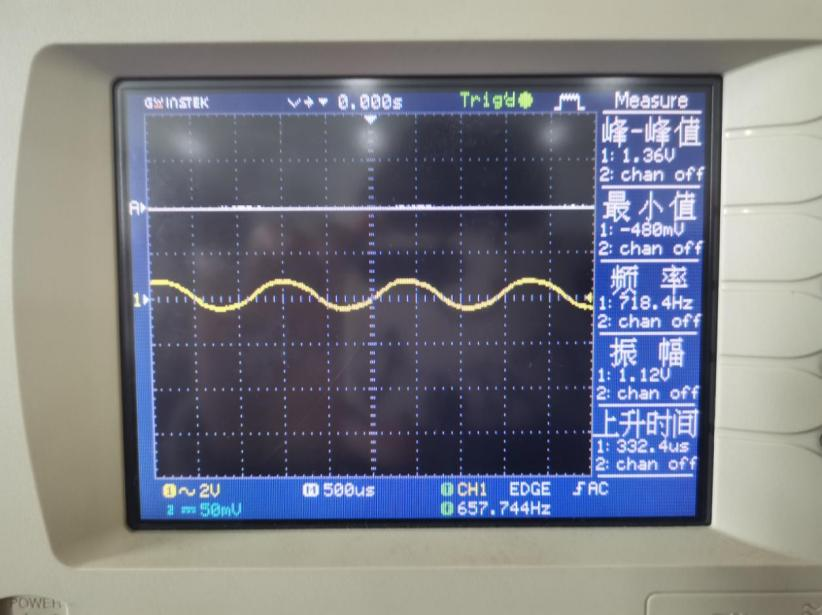 GWINSTEK
0.000s
Trig'd
Measure
峰-峰值
1: 1.36V
2: chan off
A
最小值
1: -480mV
2: chan off
频率
1: 718.4Hz
2: chan off
1
振幅
1: 1.12V
2: chan off
上升时间
1: 332.4us
2: chan off
1 ~ 2V
M 500us
CH1 EDGE AC
2 50mV
657.744Hz
POWER